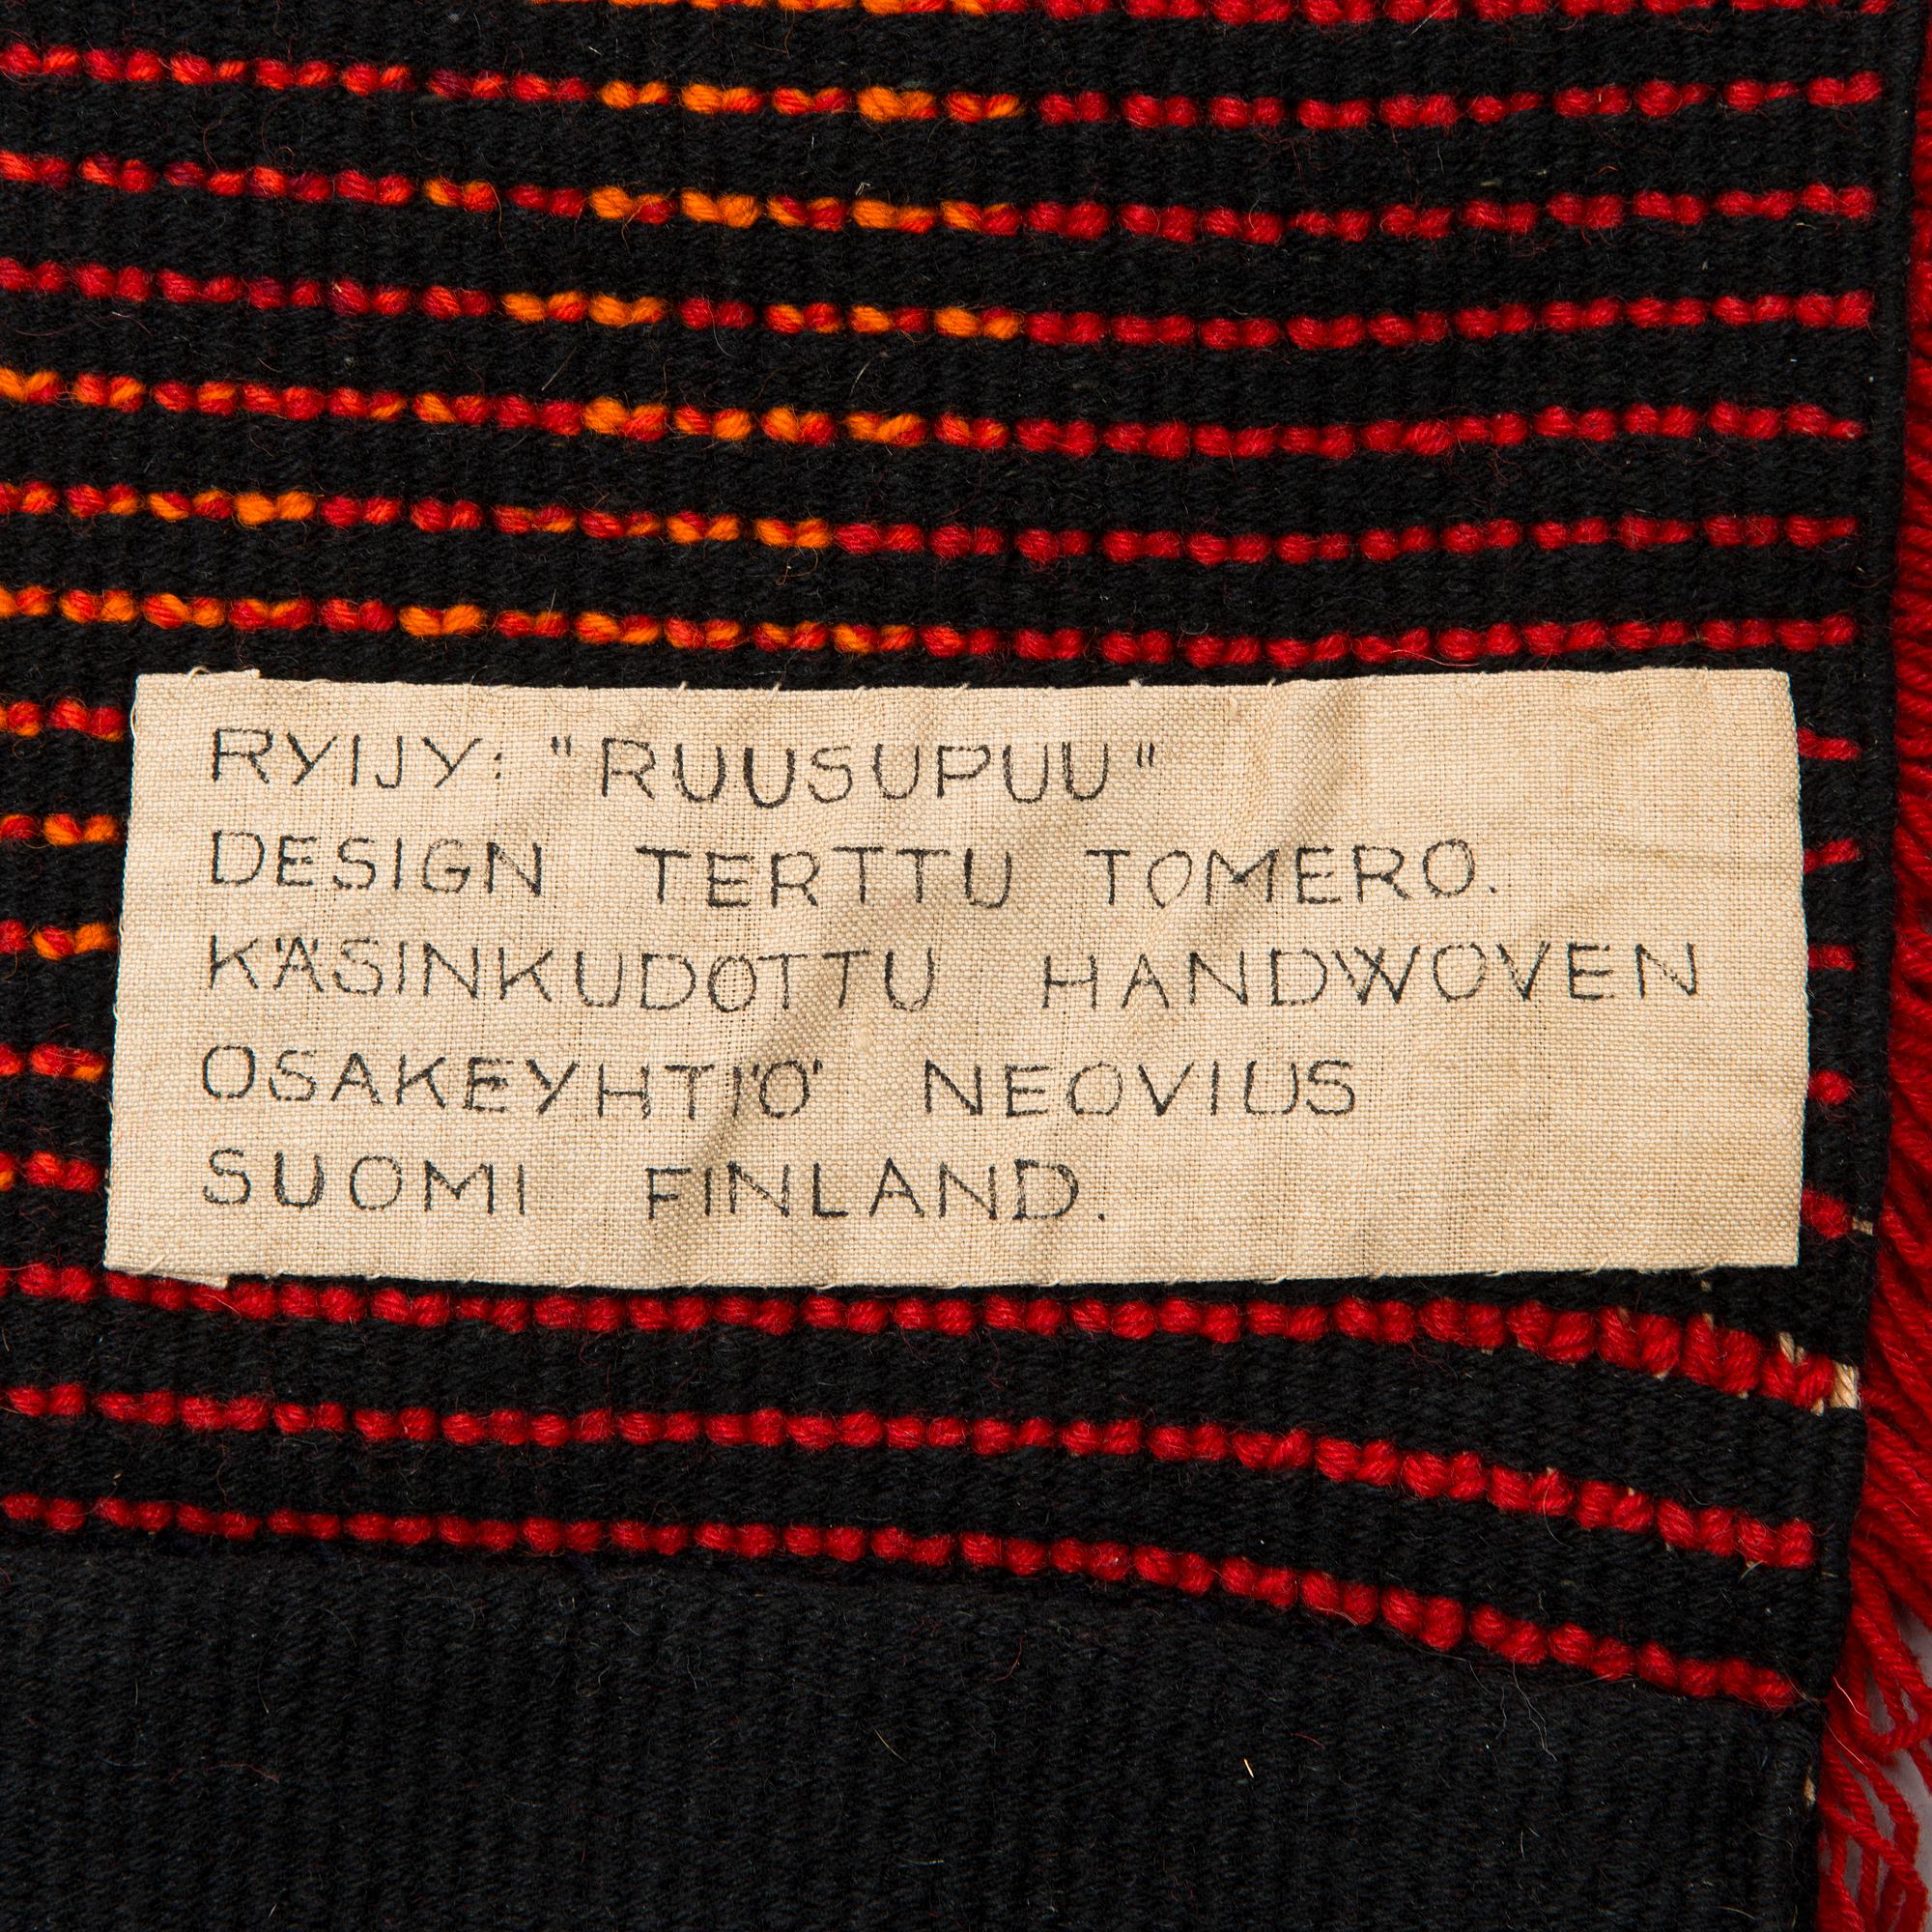 RYIJY: "RUUSUPUU"
DESIGN TERTTU TOMERO.
KÄSINKUDOTTU HANDWOVEN
OSAKEYHTIÖ NEOVIUS
SUOMI FINLAND.